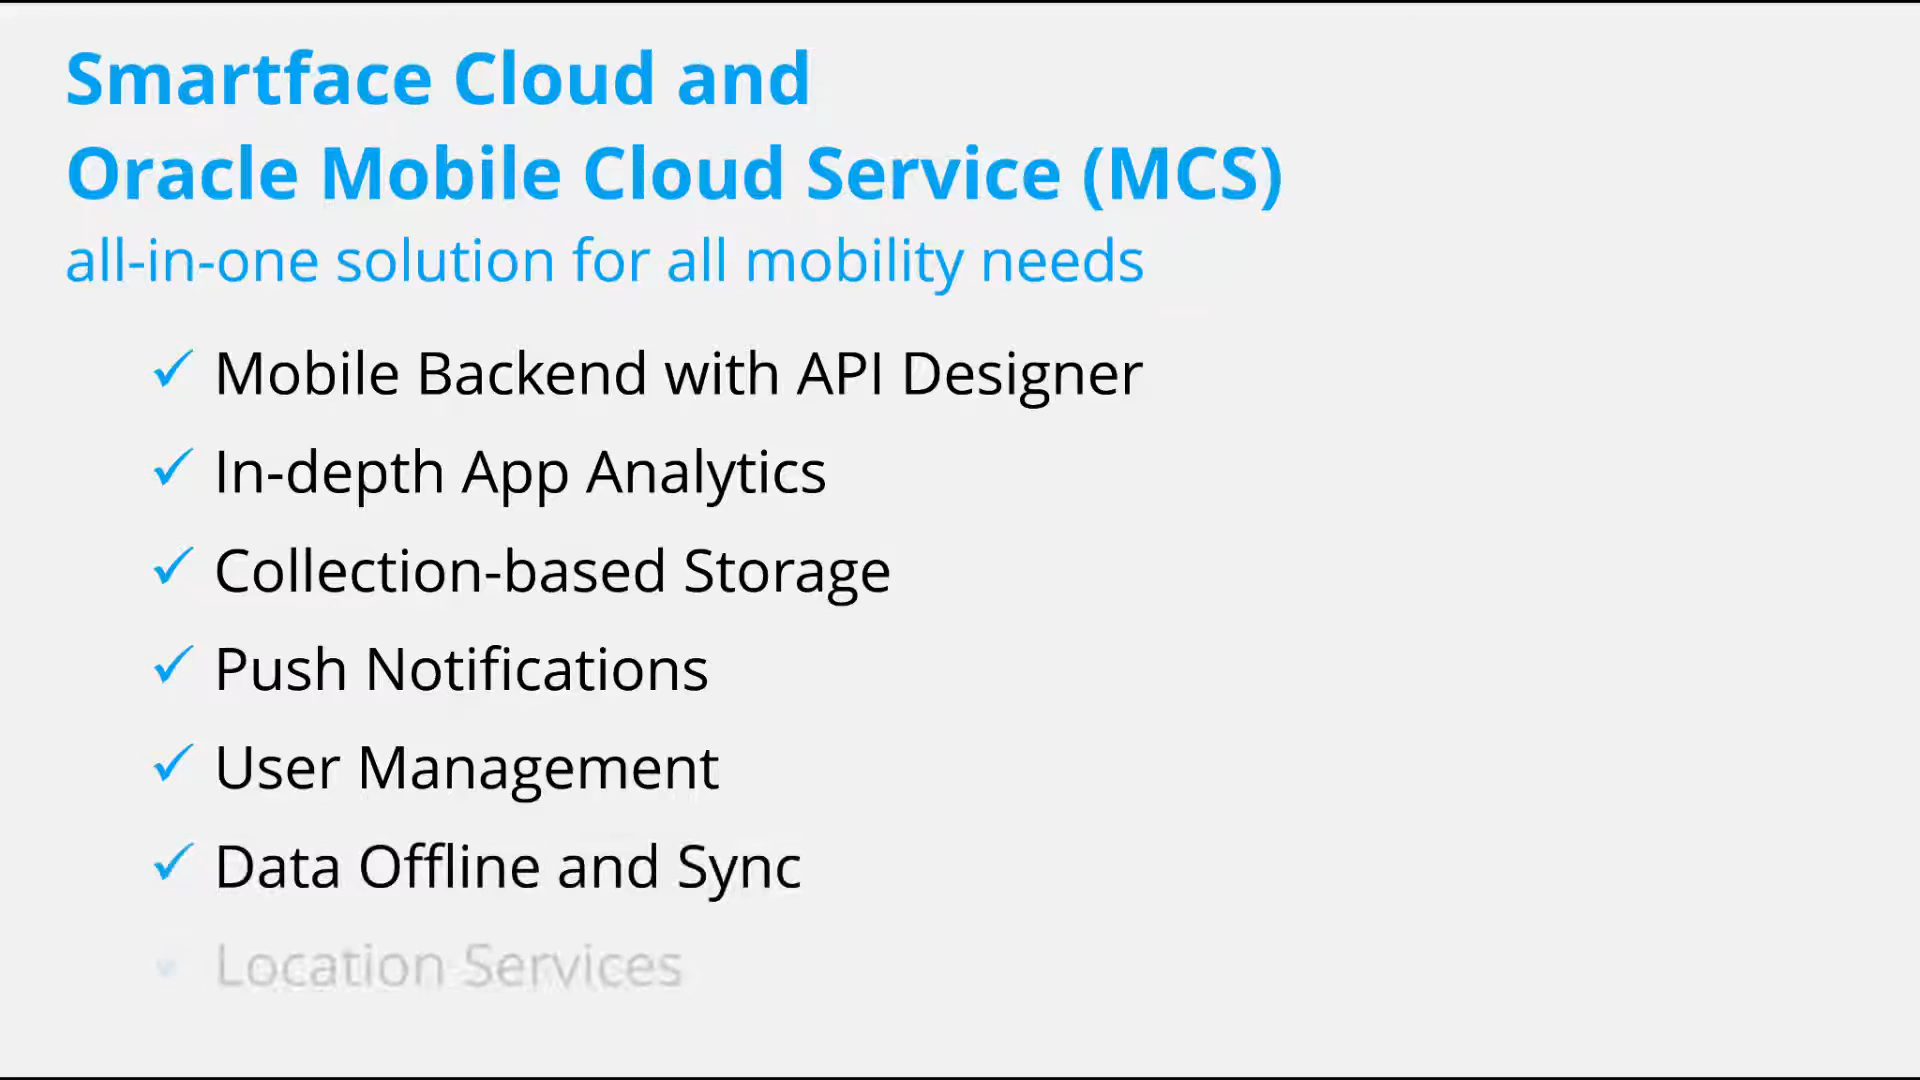 Smartface Cloud and
Oracle Mobile Cloud Service (MCS)
all-in-one solution for all mobility needs
✓ Mobile Backend with API Designer
✓ In-depth App Analytics
✓ Collection-based Storage
✓ Push Notifications
✓ User Management
✓ Data Offline and Sync
Location Services